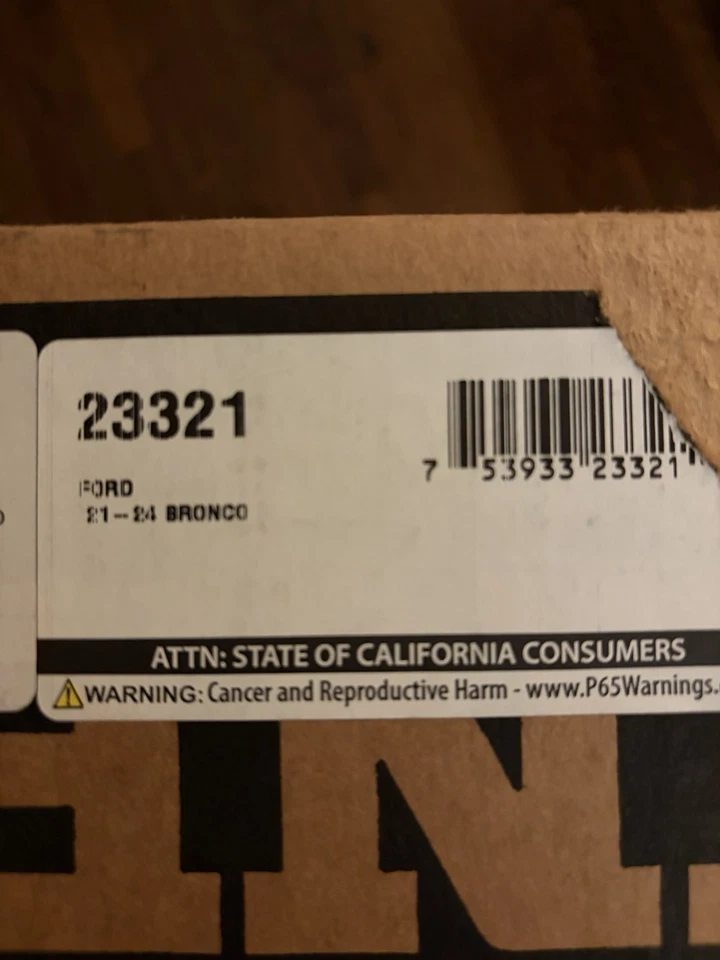 23321
FORD
21-24 BRONCO
7 53933 23321
ATTN: STATE OF CALIFORNIA CONSUMERS
WARNING: Cancer and Reproductive Harm - www.P65Warnings.